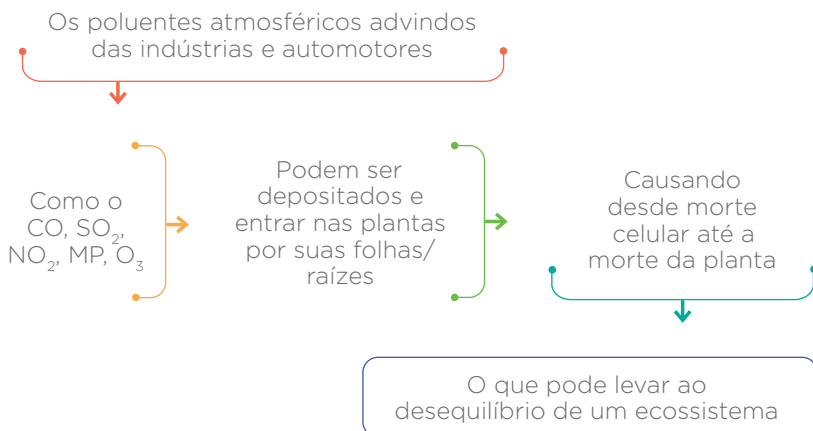 Os poluentes atmosféricos advindos
das indústrias e automotores
Como o
CO, SO₂,
NO₂, MP, O₃
Podem ser
depositados e
entrar nas plantas
por suas folhas/
raízes
Causando
desde morte
celular até a
morte da planta
O que pode levar ao
desequilíbrio de um ecossistema